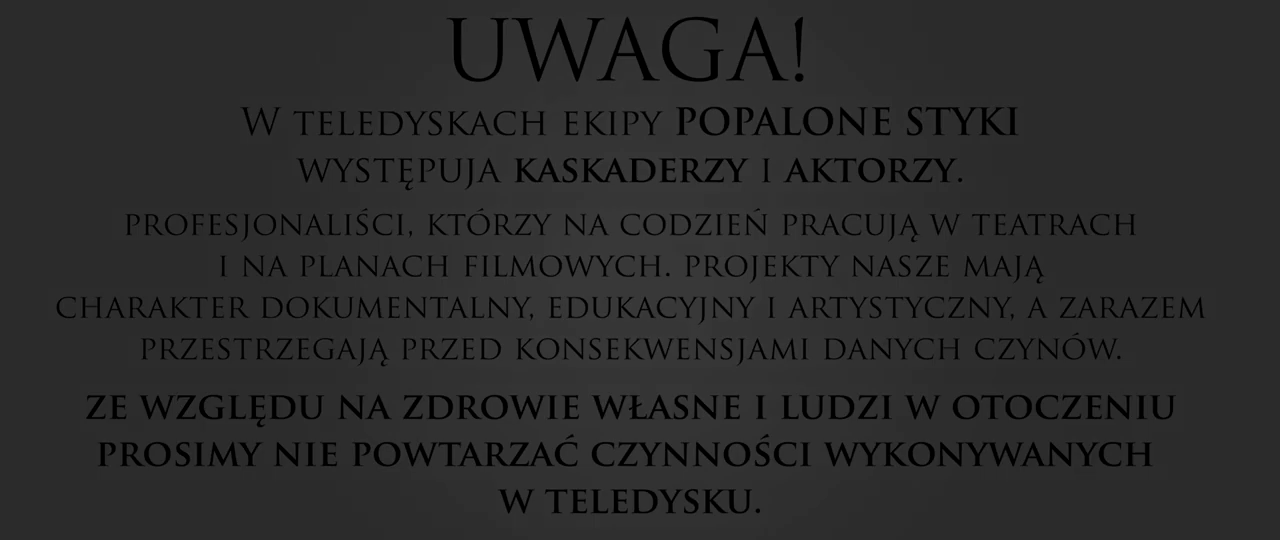 UWAGA!
W TELEDYSKACH EKIPY POPALONE STYKI
WYSTĘPUJA KASKADERZY I AKTORZY.
PROFESJONALIŚCI, KTÓRZY NA CODZIEŃ PRACUJĄ W TEATRACH
I NA PLANACH FILMOWYCH. PROJEKTY NASZE MAJĄ
CHARAKTER DOKUMENTALNY, EDUKACYJNY I ARTYSTYCZNY, A ZARAZEM
PRZESTRZEGAJĄ PRZED KONSEKWENSJAMI DANYCH CZYNÓW.
ZE WZGLĘDU NA ZDROWIE WŁASNE I LUDZI W OTOCZENIU
PROSIMY NIE POWTARZAĆ CZYNNOŚCI WYKONYWANYCH
W TELEDYSKU.